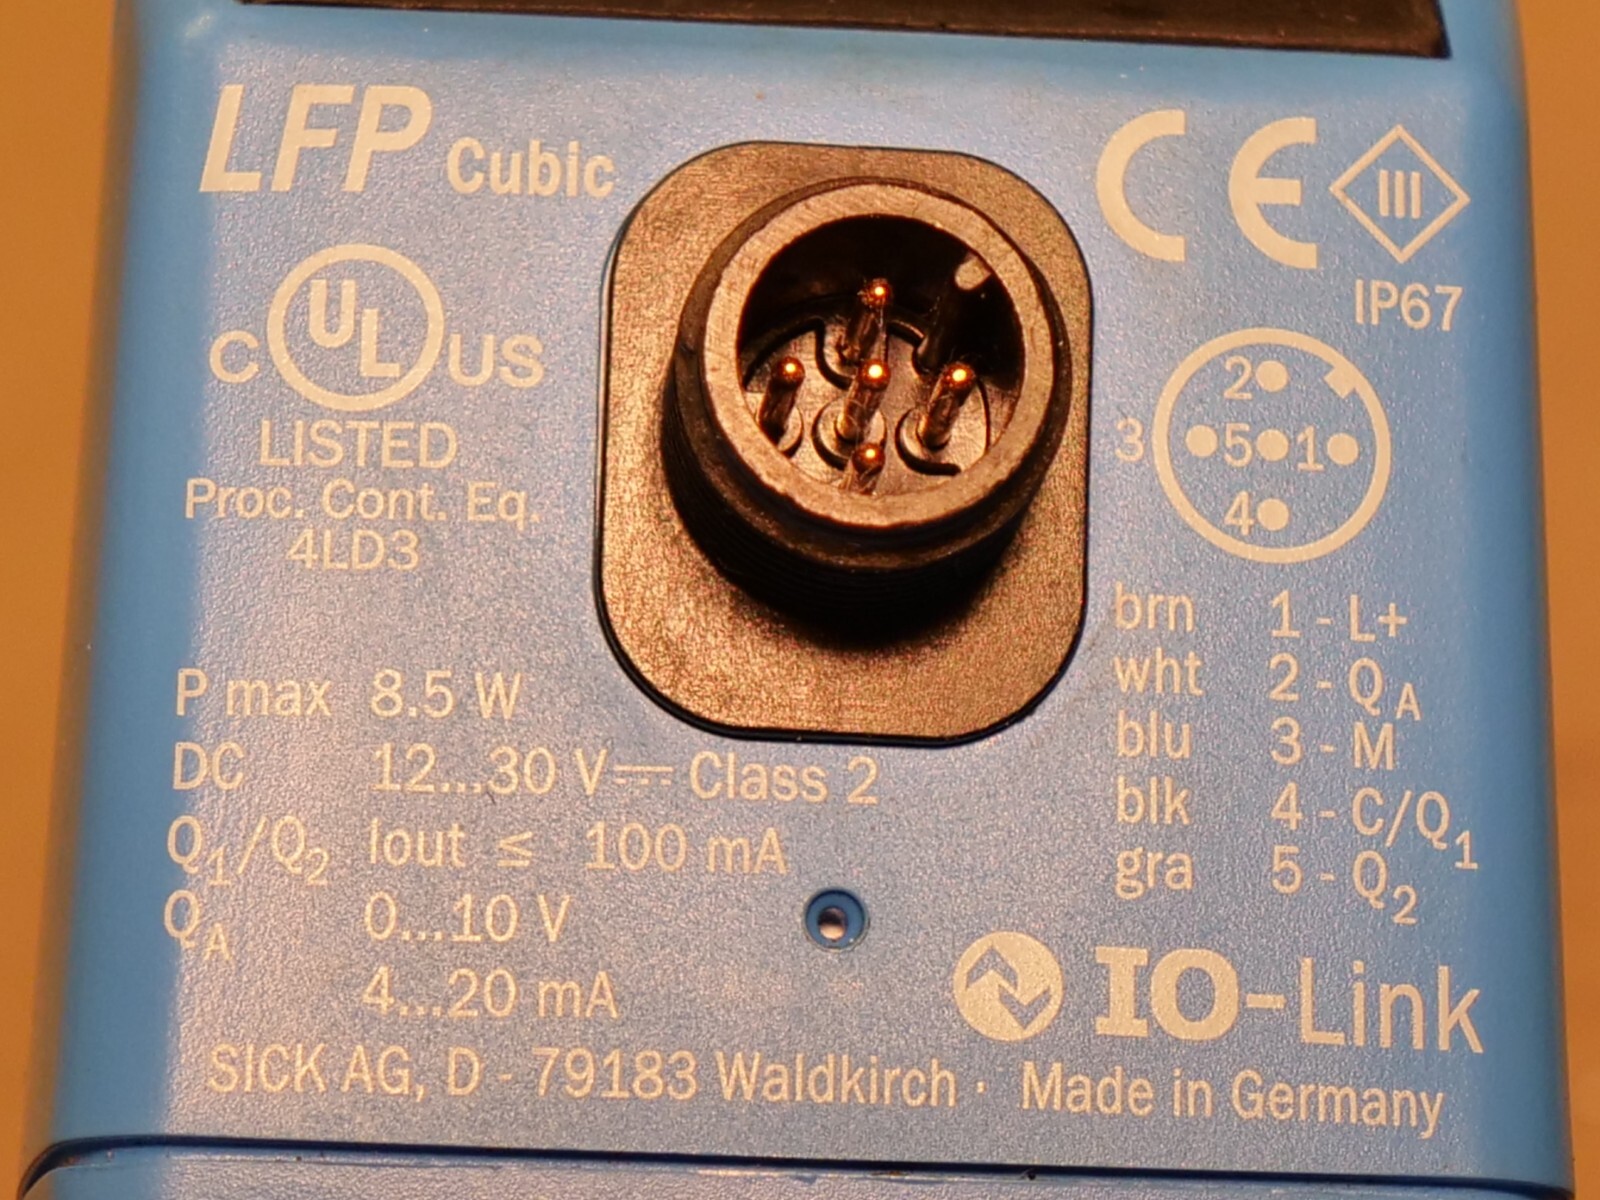 LFP Cubic
CE III
IP67
C UL US
LISTED
Proc. Cont. Eq.
4LD3
2
3 5 1
4
brn 1 - L+
wht 2 - QA
blu 3 - M
blk 4 - C/Q1
gra 5 - Q2
P max 8.5 W
DC 12...30 V⎓ Class 2
Q1/Q2 Iout ≤ 100 mA
QA 0...10 V
4...20 mA
IO-Link
SICK AG, D - 79183 Waldkirch · Made in Germany